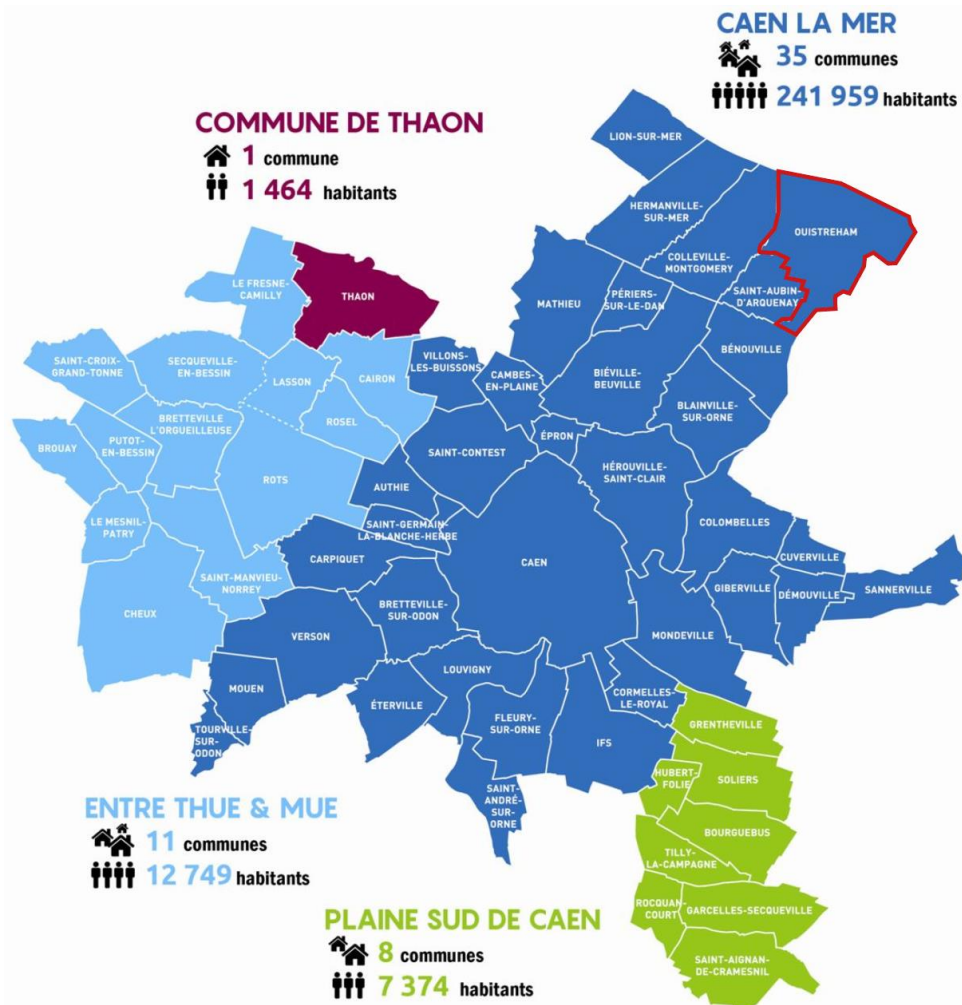 CAEN LA MER
35 communes
241 959 habitants
COMMUNE DE THAON
1 commune
1 464 habitants
LION-SUR-MER
HERMANVILLE-
SUR-MER
OUISTREHAM
COLLEVILLE-
MONTGOMERY
LE FRESNE-
CAMILLY
THAON
MATHIEU
PÉRIERS-
SUR-LE-DAN
SAINT-AUBIN-
D'ARQUENAY
BÉNOUVILLE
SAINT-CROIX-
GRAND-TONNE
SECQUEVILLE-
EN-BESSIN
LASSON
CAIRON
VILLONS-
LES-BUISSONS
CAMBES-
EN-PLAINE
BIÉVILLE-
BEUVILLE
BLAINVILLE-
SUR-ORNE
BRETTEVILLE
L'ORGUEILLEUSE
ROSEL
BROUAY
PUTOT-
EN-BESSIN
ÉPRON
SAINT-CONTEST
HÉROUVILLE-
SAINT-CLAIR
ROTS
AUTHIE
LE MESNIL-
PATRY
SAINT-GERMAIN-
LA-BLANCHE-HERBE
COLOMBELLES
CUVERVILLE
CARPIQUET
CAEN
SAINT-MANVIEU-
NORREY
GIBERVILLE
DÉMOUVILLE
SANNERVILLE
CHEUX
BRETTEVILLE-
SUR-ODON
VERSON
MONDEVILLE
LOUVIGNY
MOUEN
ÉTERVILLE
CORMELLES-
LE-ROYAL
FLEURY-
SUR-ORNE
IFS
GRENTHEVILLE
TOURVILLE-
SUR-
ODON
HUBERT-
FOLIE
SOLIERS
SAINT-
ANDRÉ-
SUR-
ORNE
BOURGUEBUS
TILLY-
LA-CAMPAGNE
ROCQUAN-
COURT
GARCELLES-SECQUEVILLE
SAINT-AIGNAN-
DE-CRAMESNIL
ENTRE THUE & MUE
11 communes
12 749 habitants
PLAINE SUD DE CAEN
8 communes
7 374 habitants